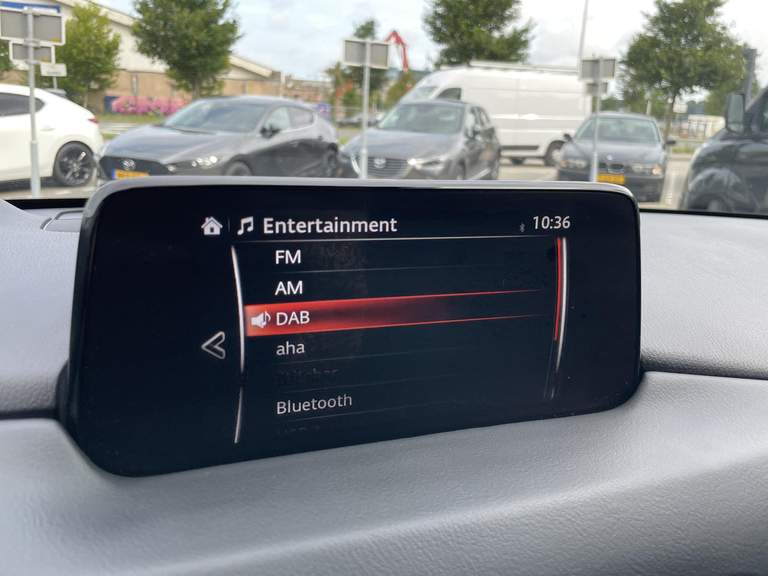 Entertainment
10:36
FM
AM
DAB
aha
Bluetooth